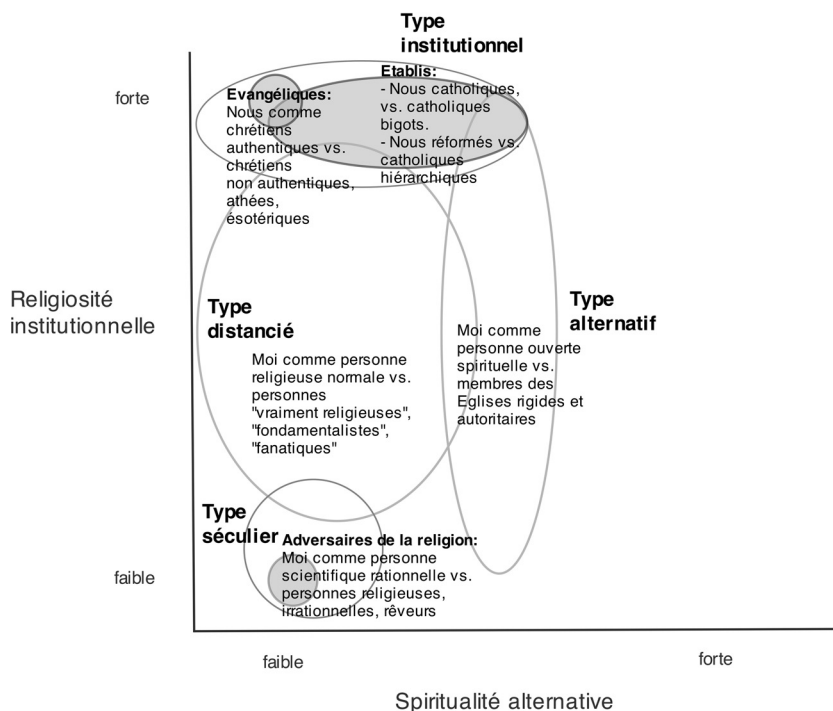 Type
institutionnel
forte
Evangéliques:
Nous comme
chrétiens
authentiques vs.
chrétiens
non authentiques,
athées,
ésotériques
Etablis:
- Nous catholiques,
vs. catholiques
bigots.
- Nous réformés vs.
catholiques
hiérarchiques
Religiosité
institutionnelle
Type
distancié
Moi comme personne
religieuse normale vs.
personnes
"vraiment religieuses",
"fondamentalistes",
"fanatiques"
Type
alternatif
Moi comme
personne ouverte
spirituelle vs.
membres des
Eglises rigides et
autoritaires
Type
séculier
Adversaires de la religion:
Moi comme personne
scientifique rationnelle vs.
personnes religieuses,
irrationnelles, rêveurs
faible
faible
forte
Spiritualité alternative